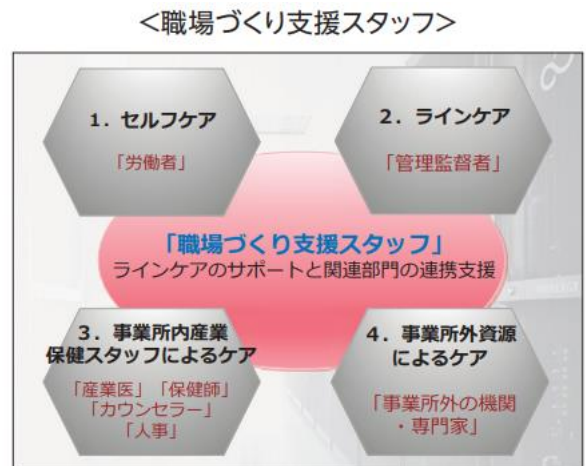 ＜職場づくり支援スタッフ＞
1．セルフケア
「労働者」
2．ラインケア
「管理監督者」
「職場づくり支援スタッフ」
ラインケアのサポートと関連部門の連携支援
3．事業所内産業
保健スタッフによるケア
「産業医」「保健師」
「カウンセラー」
「人事」
4．事業所外資源
によるケア
「事業所外の機関
・専門家」